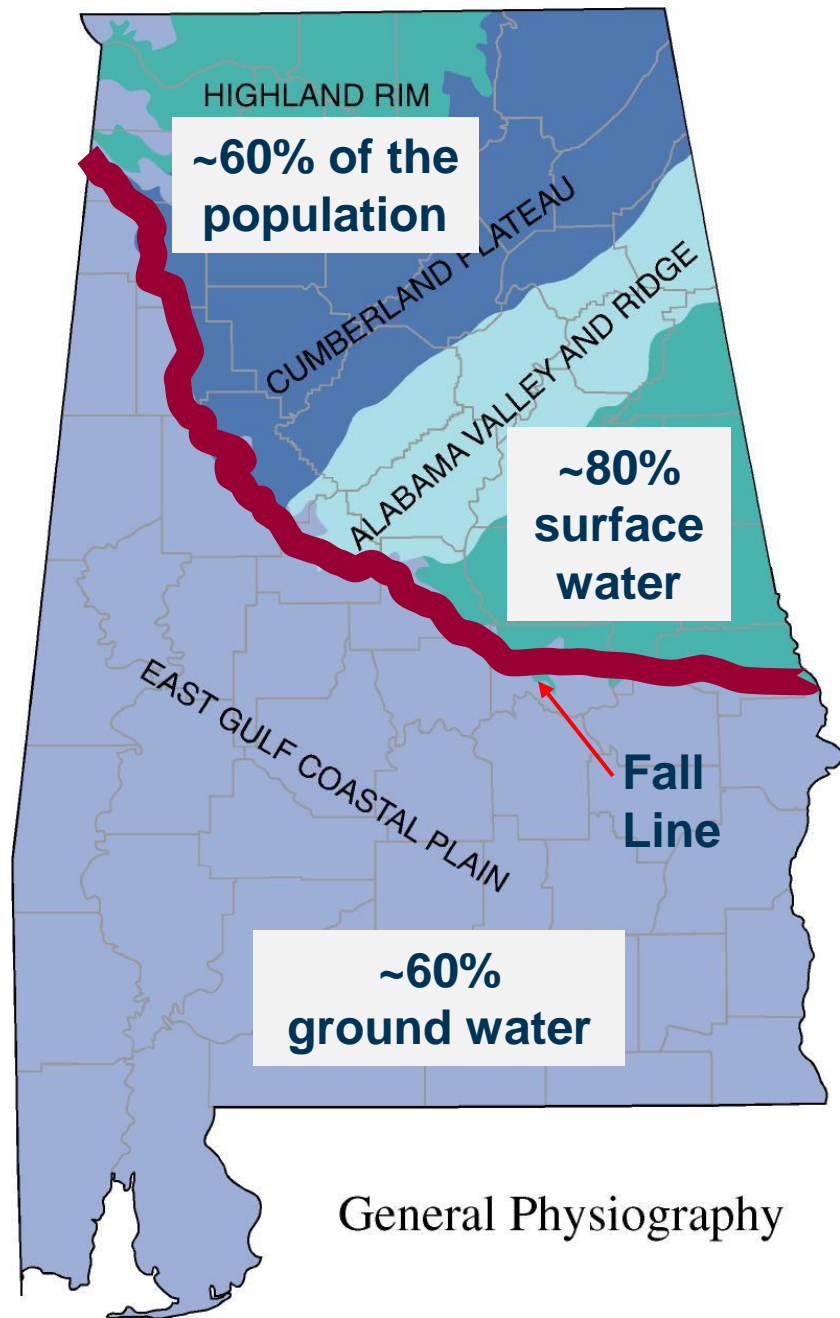 HIGHLAND RIM
~60% of the
population
CUMBERLAND PLATEAU
ALABAMA VALLEY AND RIDGE
~80%
surface
water
EAST GULF COASTAL PLAIN
Fall
Line
~60%
ground water
General Physiography